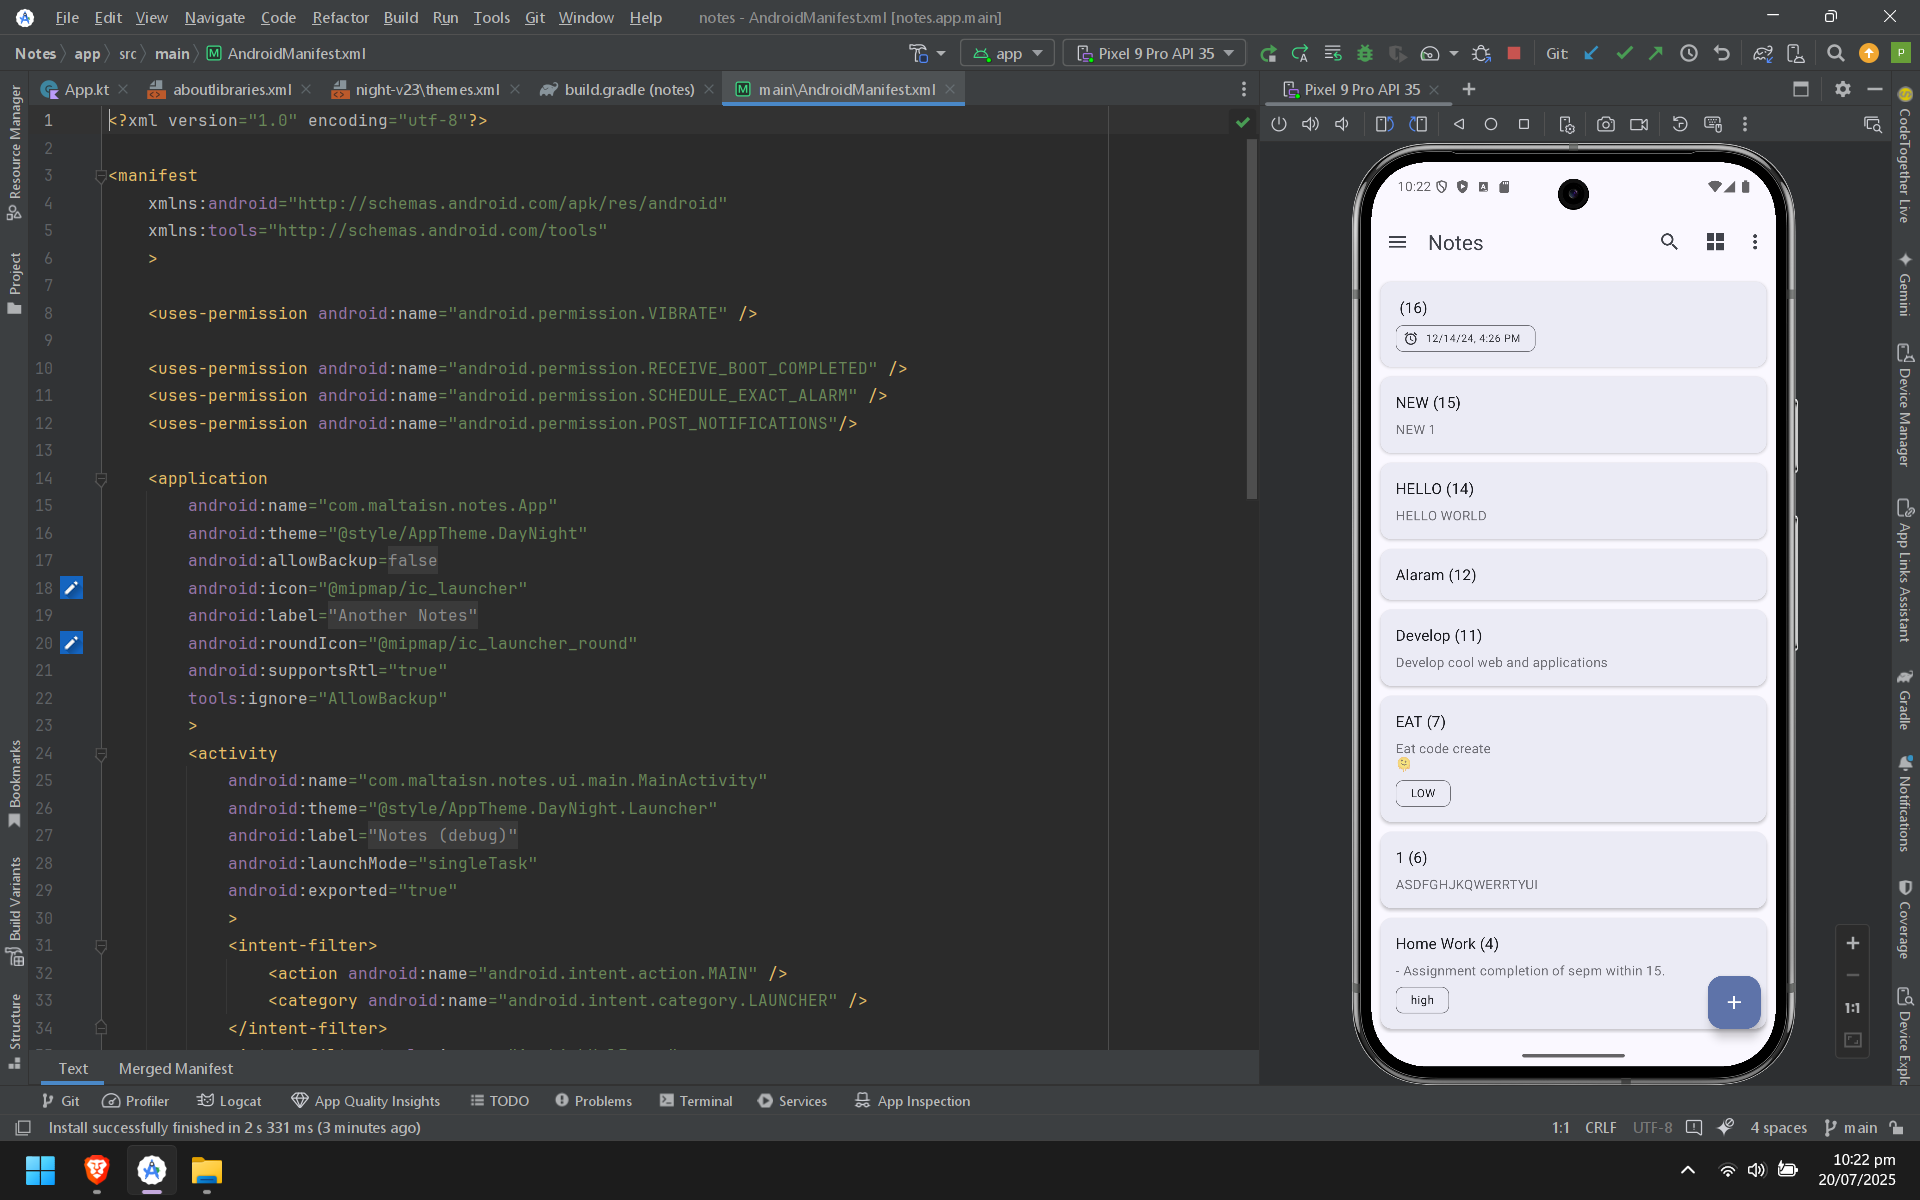 File Edit View Navigate Code Refactor Build Run Tools Git Window Help notes - AndroidManifest.xml [notes.app.main]
Notes app src main M AndroidManifest.xml
app Pixel 9 Pro API 35 Git: P
App.kt aboutlibraries.xml night-v23\themes.xml build.gradle (notes) M main\AndroidManifest.xml
Pixel 9 Pro API 35
Resource Manager
Project
Bookmarks
Build Variants
Structure
1 <?xml version="1.0" encoding="utf-8"?>
2
3 <manifest
4 xmlns:android="http://schemas.android.com/apk/res/android"
5 xmlns:tools="http://schemas.android.com/tools"
6 >
7
8 <uses-permission android:name="android.permission.VIBRATE" />
9
10 <uses-permission android:name="android.permission.RECEIVE_BOOT_COMPLETED" />
11 <uses-permission android:name="android.permission.SCHEDULE_EXACT_ALARM" />
12 <uses-permission android:name="android.permission.POST_NOTIFICATIONS"/>
13
14 <application
15 android:name="com.maltaisn.notes.App"
16 android:theme="@style/AppTheme.DayNight"
17 android:allowBackup=false
18 android:icon="@mipmap/ic_launcher"
19 android:label="Another Notes"
20 android:roundIcon="@mipmap/ic_launcher_round"
21 android:supportsRtl="true"
22 tools:ignore="AllowBackup"
23 >
24 <activity
25 android:name="com.maltaisn.notes.ui.main.MainActivity"
26 android:theme="@style/AppTheme.DayNight.Launcher"
27 android:label="Notes (debug)"
28 android:launchMode="singleTask"
29 android:exported="true"
30 >
31 <intent-filter>
32 <action android:name="android.intent.action.MAIN" />
33 <category android:name="android.intent.category.LAUNCHER" />
34 </intent-filter>
Text Merged Manifest
10:22
Notes
(16)
12/14/24, 4:26 PM
NEW (15)
NEW 1
HELLO (14)
HELLO WORLD
Alaram (12)
Develop (11)
Develop cool web and applications
EAT (7)
Eat code create
LOW
1 (6)
ASDFGHJKQWERRTYUI
Home Work (4)
- Assignment completion of sepm within 15.
high
+
1:1
CodeTogether Live
Gemini
Device Manager
App Links Assistant
Gradle
Notifications
Coverage
Device Explo
Git Profiler Logcat App Quality Insights TODO Problems Terminal Services App Inspection
Install successfully finished in 2 s 331 ms (3 minutes ago) 1:1 CRLF UTF-8 4 spaces main
10:22 pm
20/07/2025